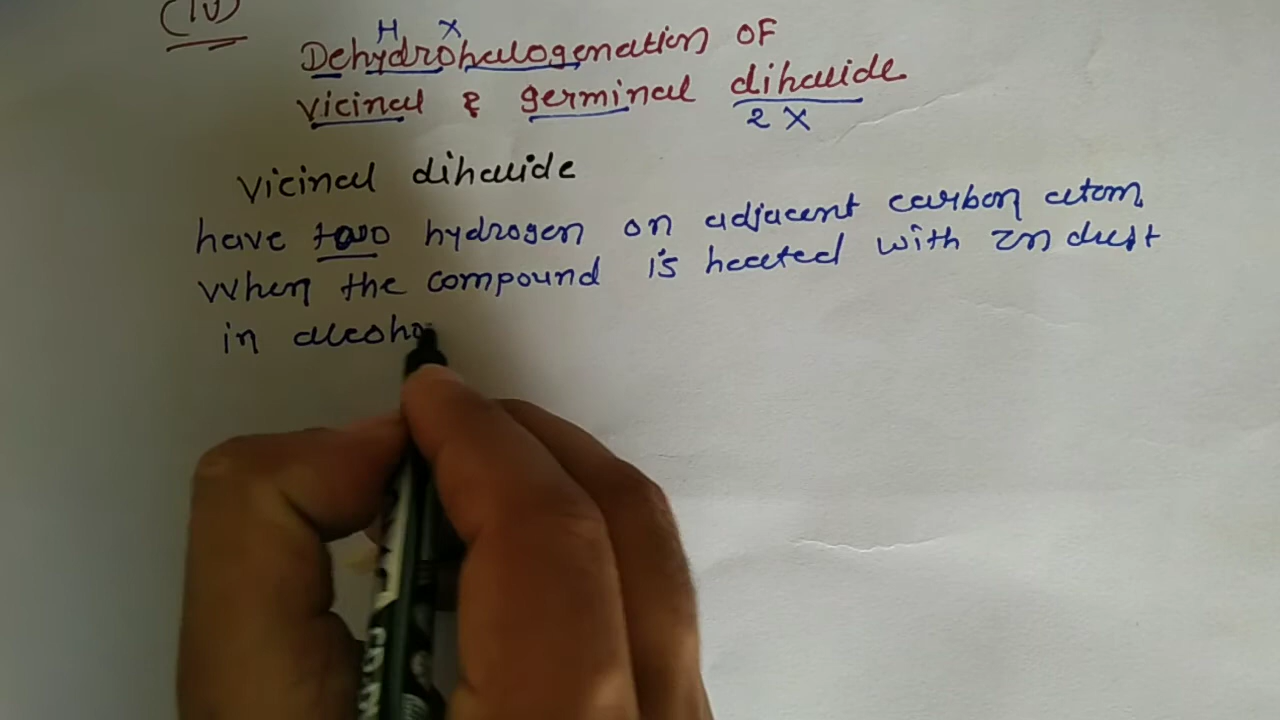 (iv)
H X
Dehydrohalogenation OF
vicinal & germinal dihalide
2 X
vicinal dihalide
have two hydrogen on adjacent carbon atom
When the compound is heated with zn dust
in alcoho